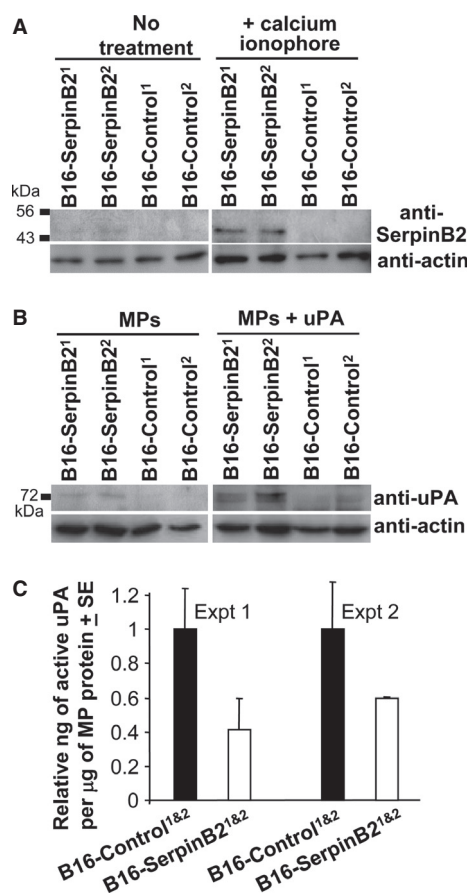 A
No treatment
+ calcium ionophore
B16-SerpinB2¹
B16-SerpinB2²
B16-Control¹
B16-Control²
B16-SerpinB2¹
B16-SerpinB2²
B16-Control¹
B16-Control²
kDa
56
43
anti-SerpinB2
anti-actin
B
MPs
MPs + uPA
B16-SerpinB2¹
B16-SerpinB2²
B16-Control¹
B16-Control²
B16-SerpinB2¹
B16-SerpinB2²
B16-Control¹
B16-Control²
72
kDa
anti-uPA
anti-actin
C
Relative ng of active uPA
per µg of MP protein ± SE
1.2
1
0.8
0.6
0.4
0.2
0
Expt 1
Expt 2
B16-Control¹&²
B16-SerpinB2¹&²
B16-Control¹&²
B16-SerpinB2¹&²